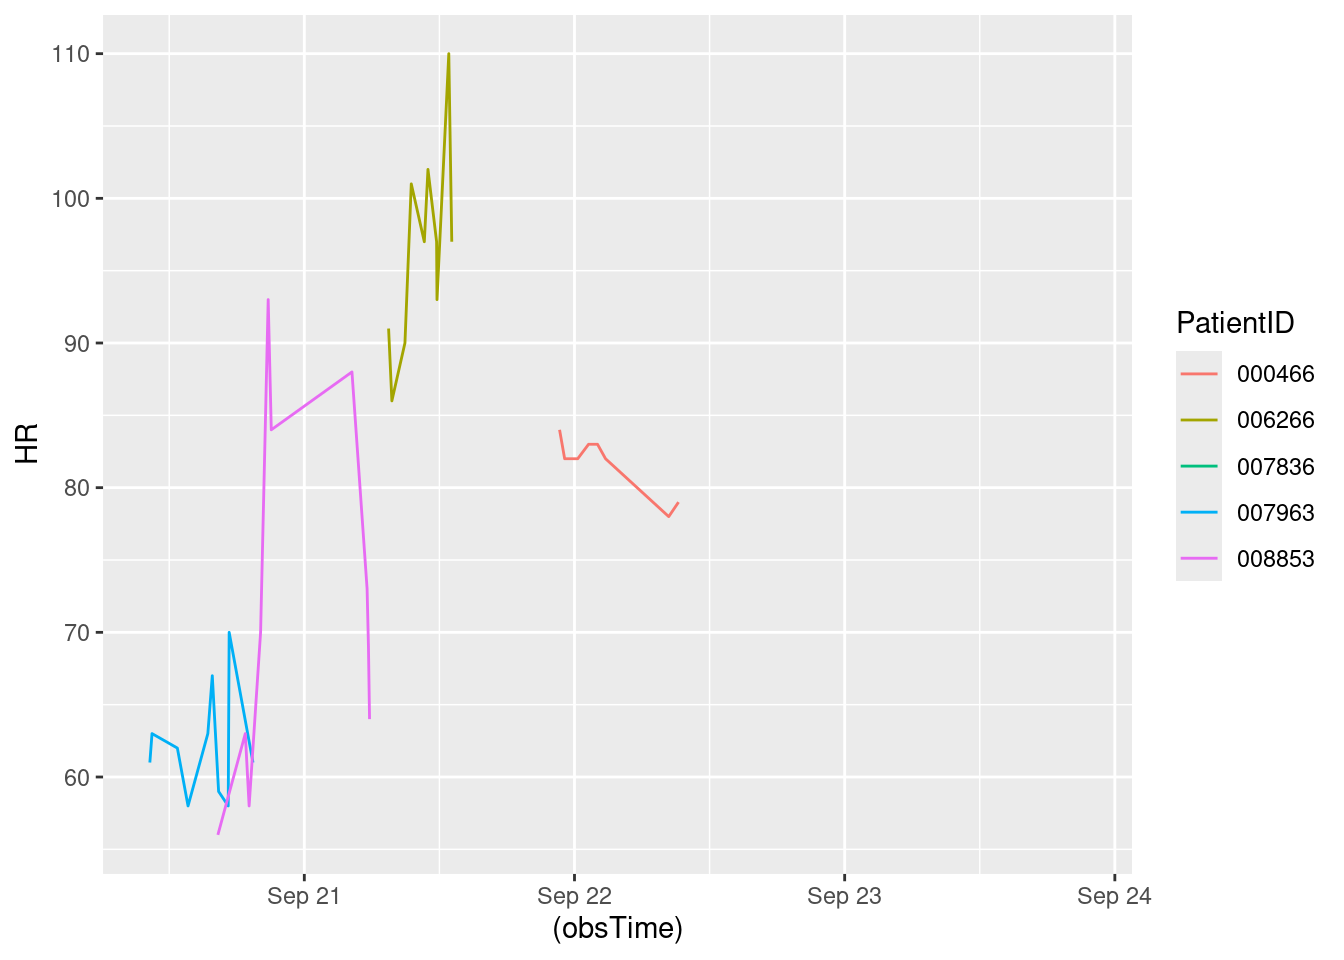 110
100
90
80
70
60
HR
Sep 21
Sep 22
Sep 23
Sep 24
(obsTime)
PatientID
000466
006266
007836
007963
008853